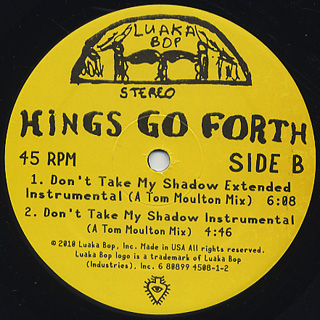 LUAKA
BOP
STEREO
KINGS GO FORTH
45 RPM SIDE B
1. Don't Take My Shadow Extended
Instrumental (A Tom Moulton Mix) 6:08
2. Don't Take My Shadow Instrumental
(A Tom Moulton Mix) 4:46
© 2010 Luaka Bop, Inc. Made in USA All rights reserved.
Luaka Bop logo is a trademark of Luaka Bop
(Industries), Inc. 6 80899 4508-1-2